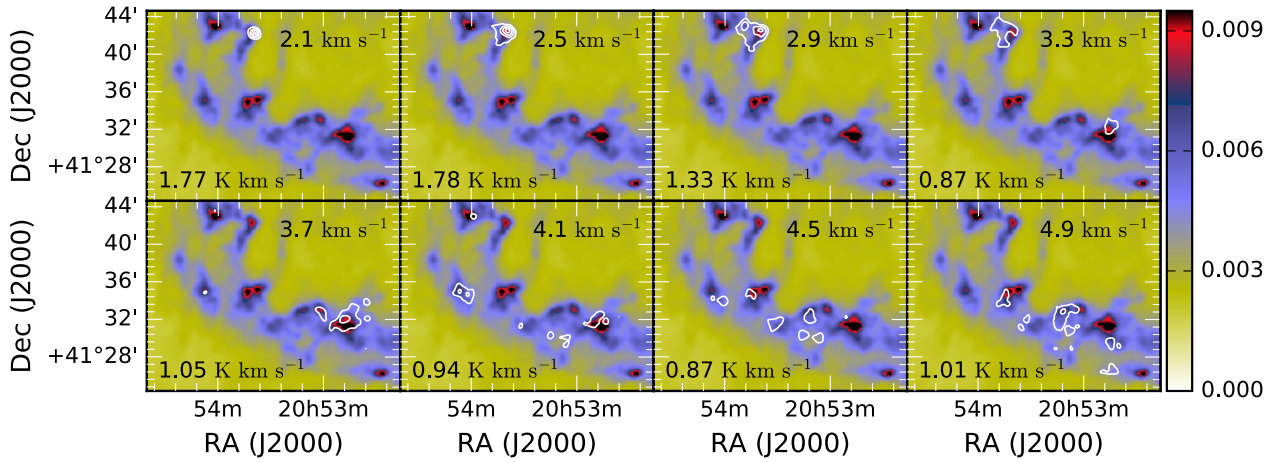 44' 2.1 km s⁻¹ 2.5 km s⁻¹ 2.9 km s⁻¹ 3.3 km s⁻¹ 0.009
40'
36'
Dec (J2000)
32' 0.006
+41°28'
1.77 K km s⁻¹ 1.78 K km s⁻¹ 1.33 K km s⁻¹ 0.87 K km s⁻¹
44' 3.7 km s⁻¹ 4.1 km s⁻¹ 4.5 km s⁻¹ 4.9 km s⁻¹
40' 0.003
36'
Dec (J2000)
32'
+41°28'
1.05 K km s⁻¹ 0.94 K km s⁻¹ 0.87 K km s⁻¹ 1.01 K km s⁻¹
0.000
54m 20h53m 54m 20h53m 54m 20h53m 54m 20h53m
RA (J2000) RA (J2000) RA (J2000) RA (J2000)